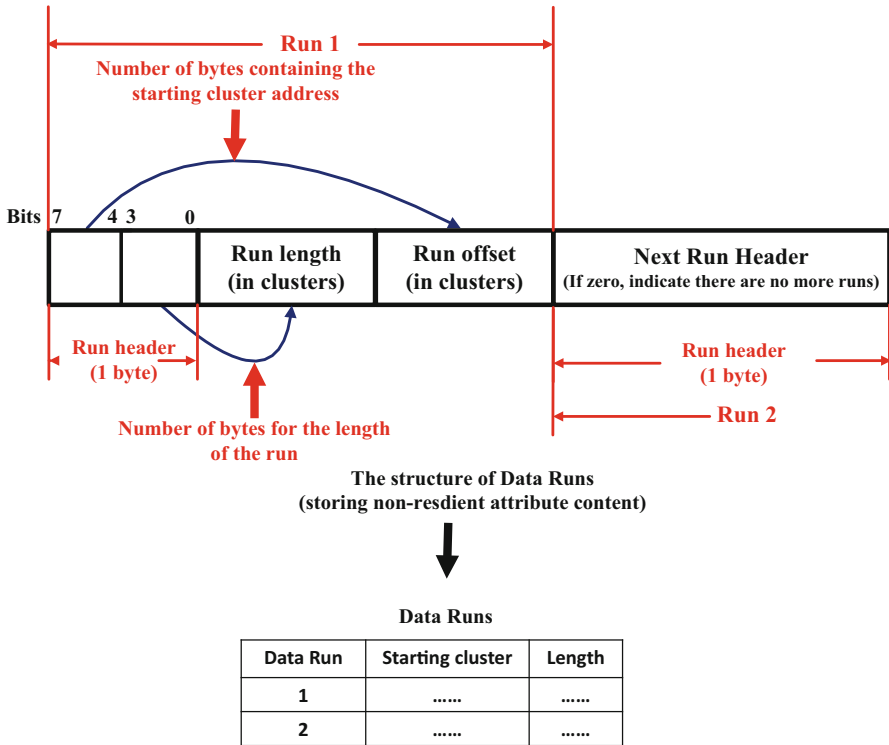 Run 1
Number of bytes containing the
starting cluster address
Bits 7 4 3 0
Run length
(in clusters)
Run offset
(in clusters)
Next Run Header
(If zero, indicate there are no more runs)
Run header
(1 byte)
Run header
(1 byte)
Run 2
Number of bytes for the length
of the run
The structure of Data Runs
(storing non-resdient attribute content)
Data Runs
Data Run Starting cluster Length
1 ...... ......
2 ...... ......